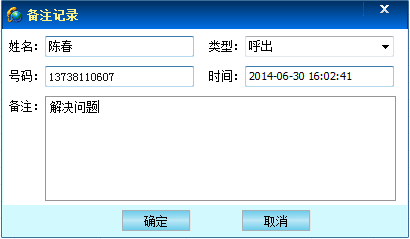 备注记录
姓名： 陈春 类型： 呼出
号码： 13738110607 时间： 2014-06-30 16:02:41
备注： 解决问题
确定 取消